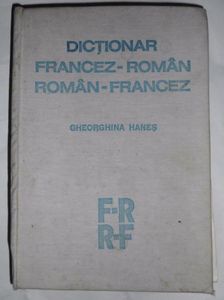 DICȚIONAR
FRANCEZ-ROMÂN
ROMÂN-FRANCEZ
GHEORGHINA HANEȘ
F-R
R-F